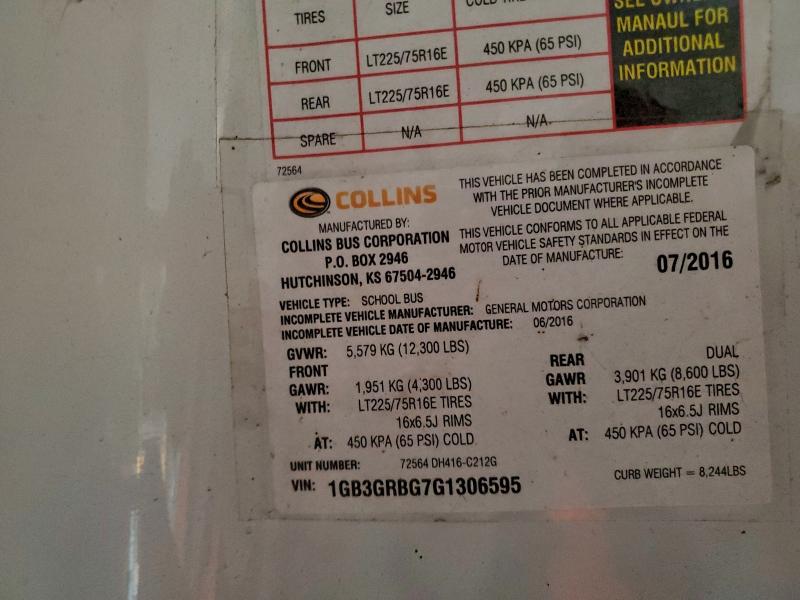 TIRES SIZE COLD TIRE
FRONT LT225/75R16E 450 KPA (65 PSI)
REAR LT225/75R16E 450 KPA (65 PSI)
SPARE N/A N/A
SEE OWNER
MANAUL FOR
ADDITIONAL
INFORMATION
72564
COLLINS
MANUFACTURED BY:
COLLINS BUS CORPORATION
P.O. BOX 2946
HUTCHINSON, KS 67504-2946
THIS VEHICLE HAS BEEN COMPLETED IN ACCORDANCE
WITH THE PRIOR MANUFACTURER'S INCOMPLETE
VEHICLE DOCUMENT WHERE APPLICABLE.
THIS VEHICLE CONFORMS TO ALL APPLICABLE FEDERAL
MOTOR VEHICLE SAFETY STANDARDS IN EFFECT ON THE
DATE OF MANUFACTURE: 07/2016
VEHICLE TYPE: SCHOOL BUS
INCOMPLETE VEHICLE MANUFACTURER: GENERAL MOTORS CORPORATION
INCOMPLETE VEHICLE DATE OF MANUFACTURE: 06/2016
GVWR: 5,579 KG (12,300 LBS)
FRONT
GAWR: 1,951 KG (4,300 LBS)
WITH: LT225/75R16E TIRES
16x6.5J RIMS
AT: 450 KPA (65 PSI) COLD
REAR DUAL
GAWR 3,901 KG (8,600 LBS)
WITH: LT225/75R16E TIRES
16x6.5J RIMS
AT: 450 KPA (65 PSI) COLD
UNIT NUMBER: 72564 DH416-C212G
VIN: 1GB3GRBG7G1306595
CURB WEIGHT = 8,244LBS